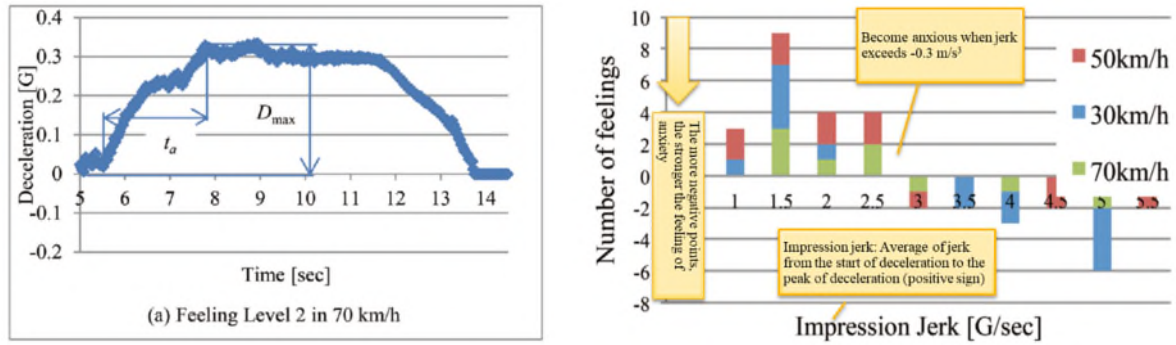 0.4
0.3
0.2
0.1
0
-0.1
-0.2
Deceleration [G]
5 6 7 8 9 10 11 12 13 14
t_a
D_max
Time [sec]
(a) Feeling Level 2 in 70 km/h
10
8
6
4
2
0
-2
-4
-6
-8
Number of feelings
The more negative points,
the stronger the feeling of
anxiety
Become anxious when jerk
exceeds -0.3 m/s³
50km/h
30km/h
70km/h
1 1.5 2 2.5 3 3.5 4 4.5 5 5.5
Impression jerk: Average of jerk
from the start of deceleration to the
peak of deceleration (positive sign)
Impression Jerk [G/sec]